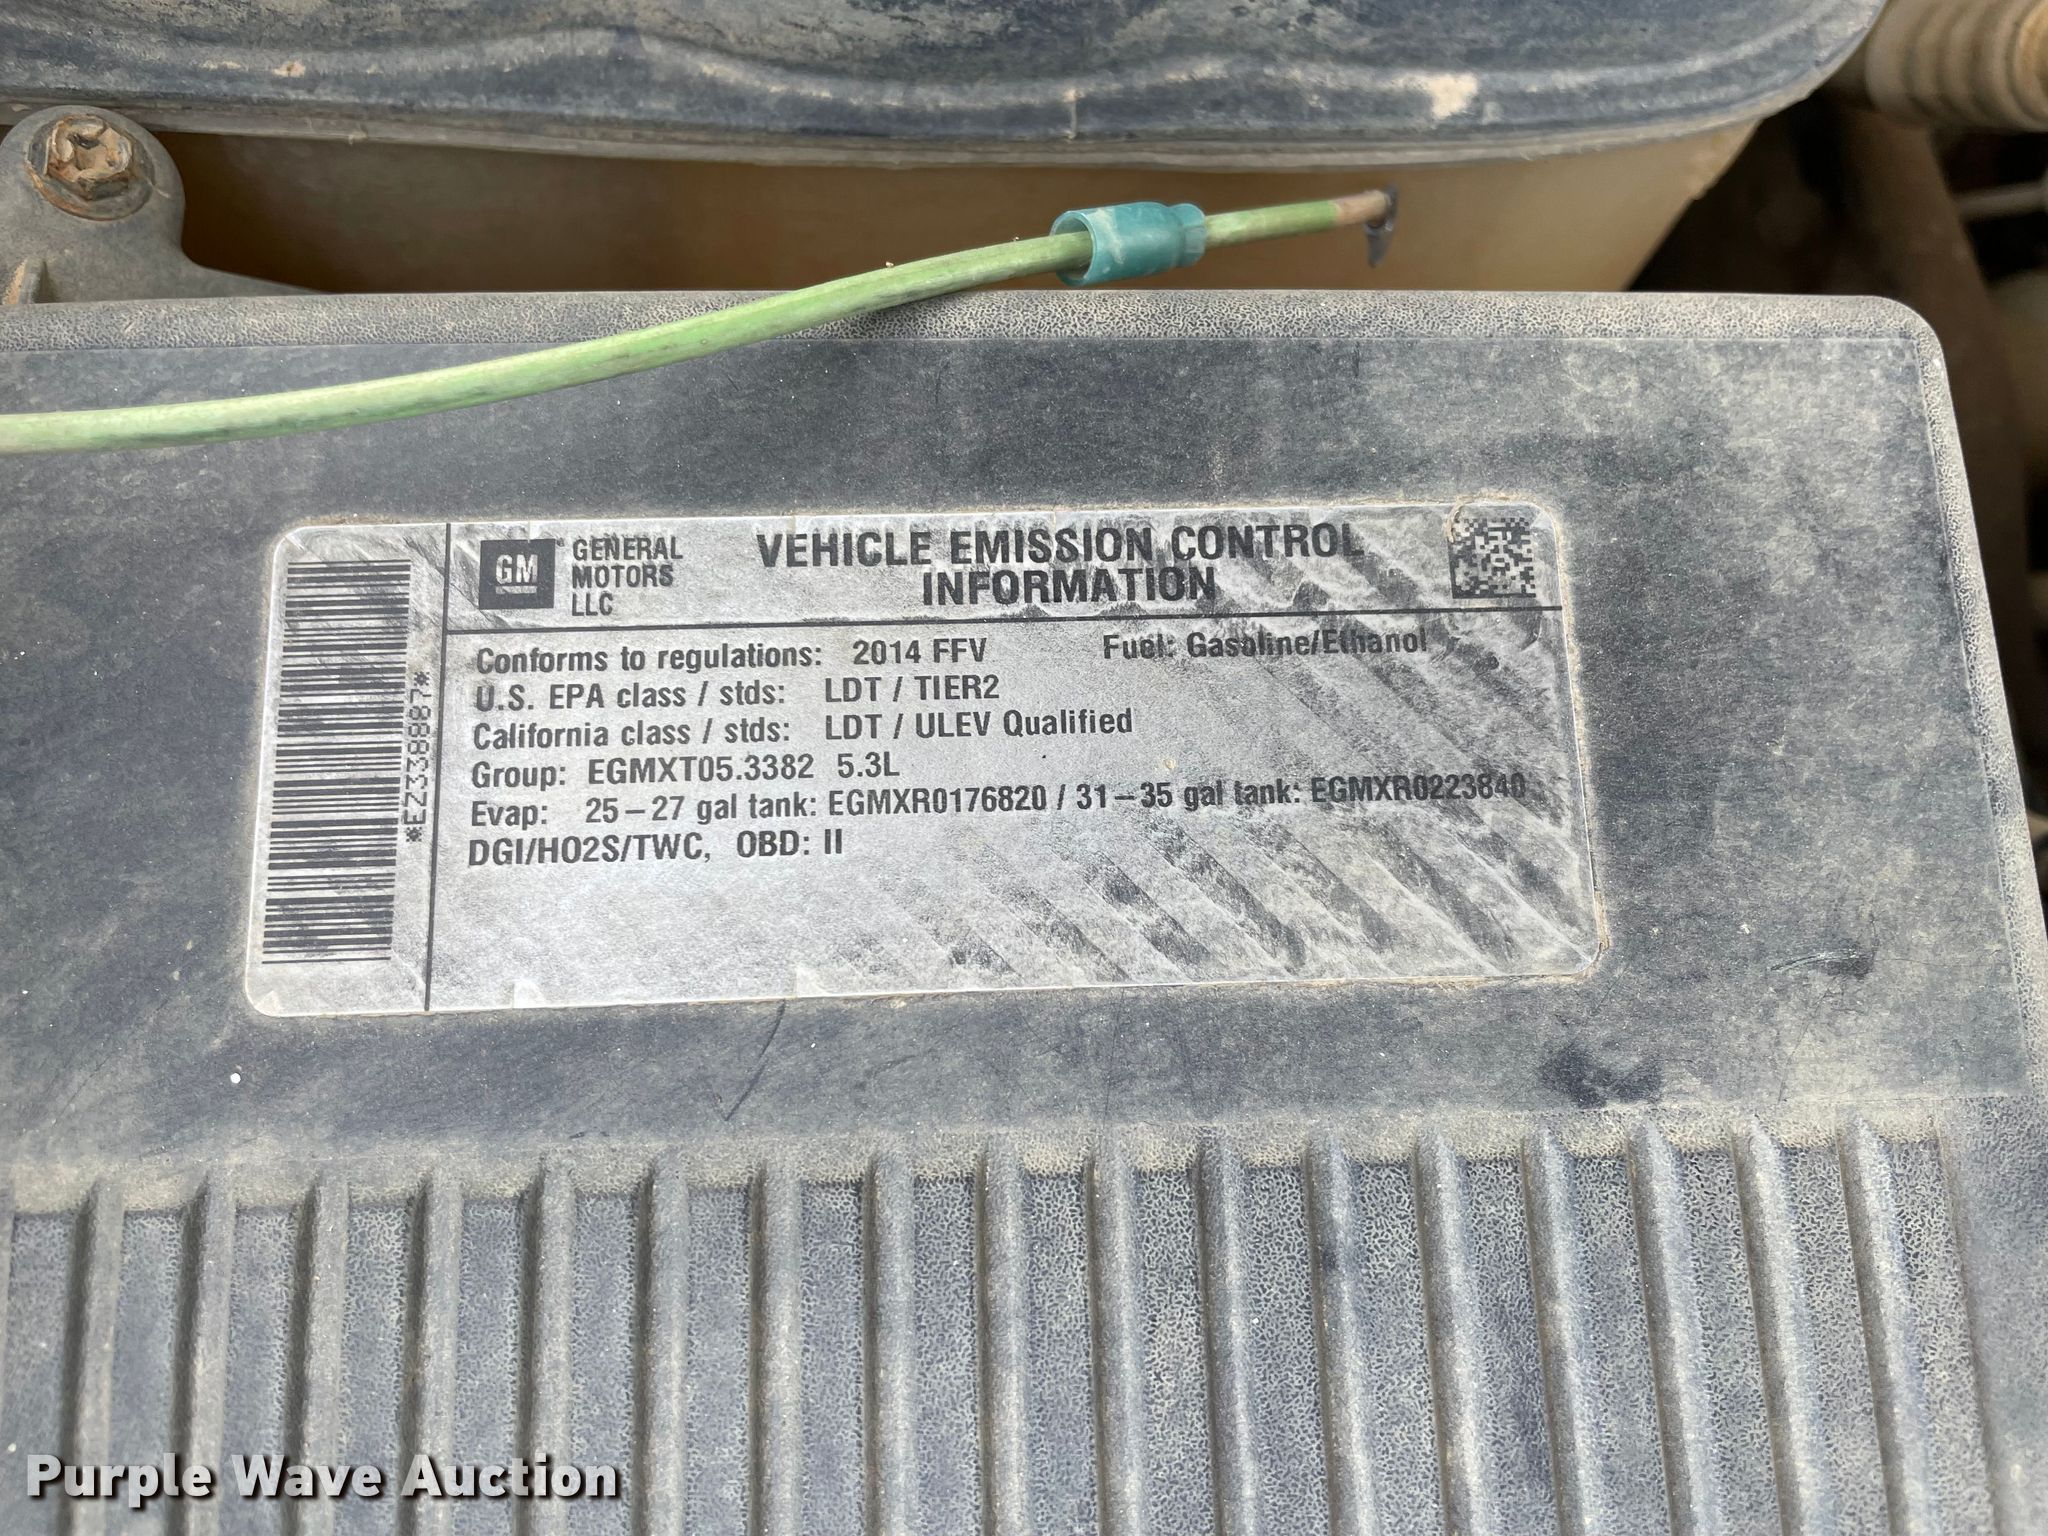 GM
GENERAL
MOTORS
LLC
VEHICLE EMISSION CONTROL
INFORMATION
Conforms to regulations: 2014 FFV Fuel: Gasoline/Ethanol
U.S. EPA class / stds: LDT / TIER2
California class / stds: LDT / ULEV Qualified
Group: EGMXT05.3382 5.3L
Evap: 25–27 gal tank: EGMXR0176820 / 31–35 gal tank: EGMXR0223840
DGI/HO2S/TWC, OBD: II
*EZ338887*
Purple Wave Auction